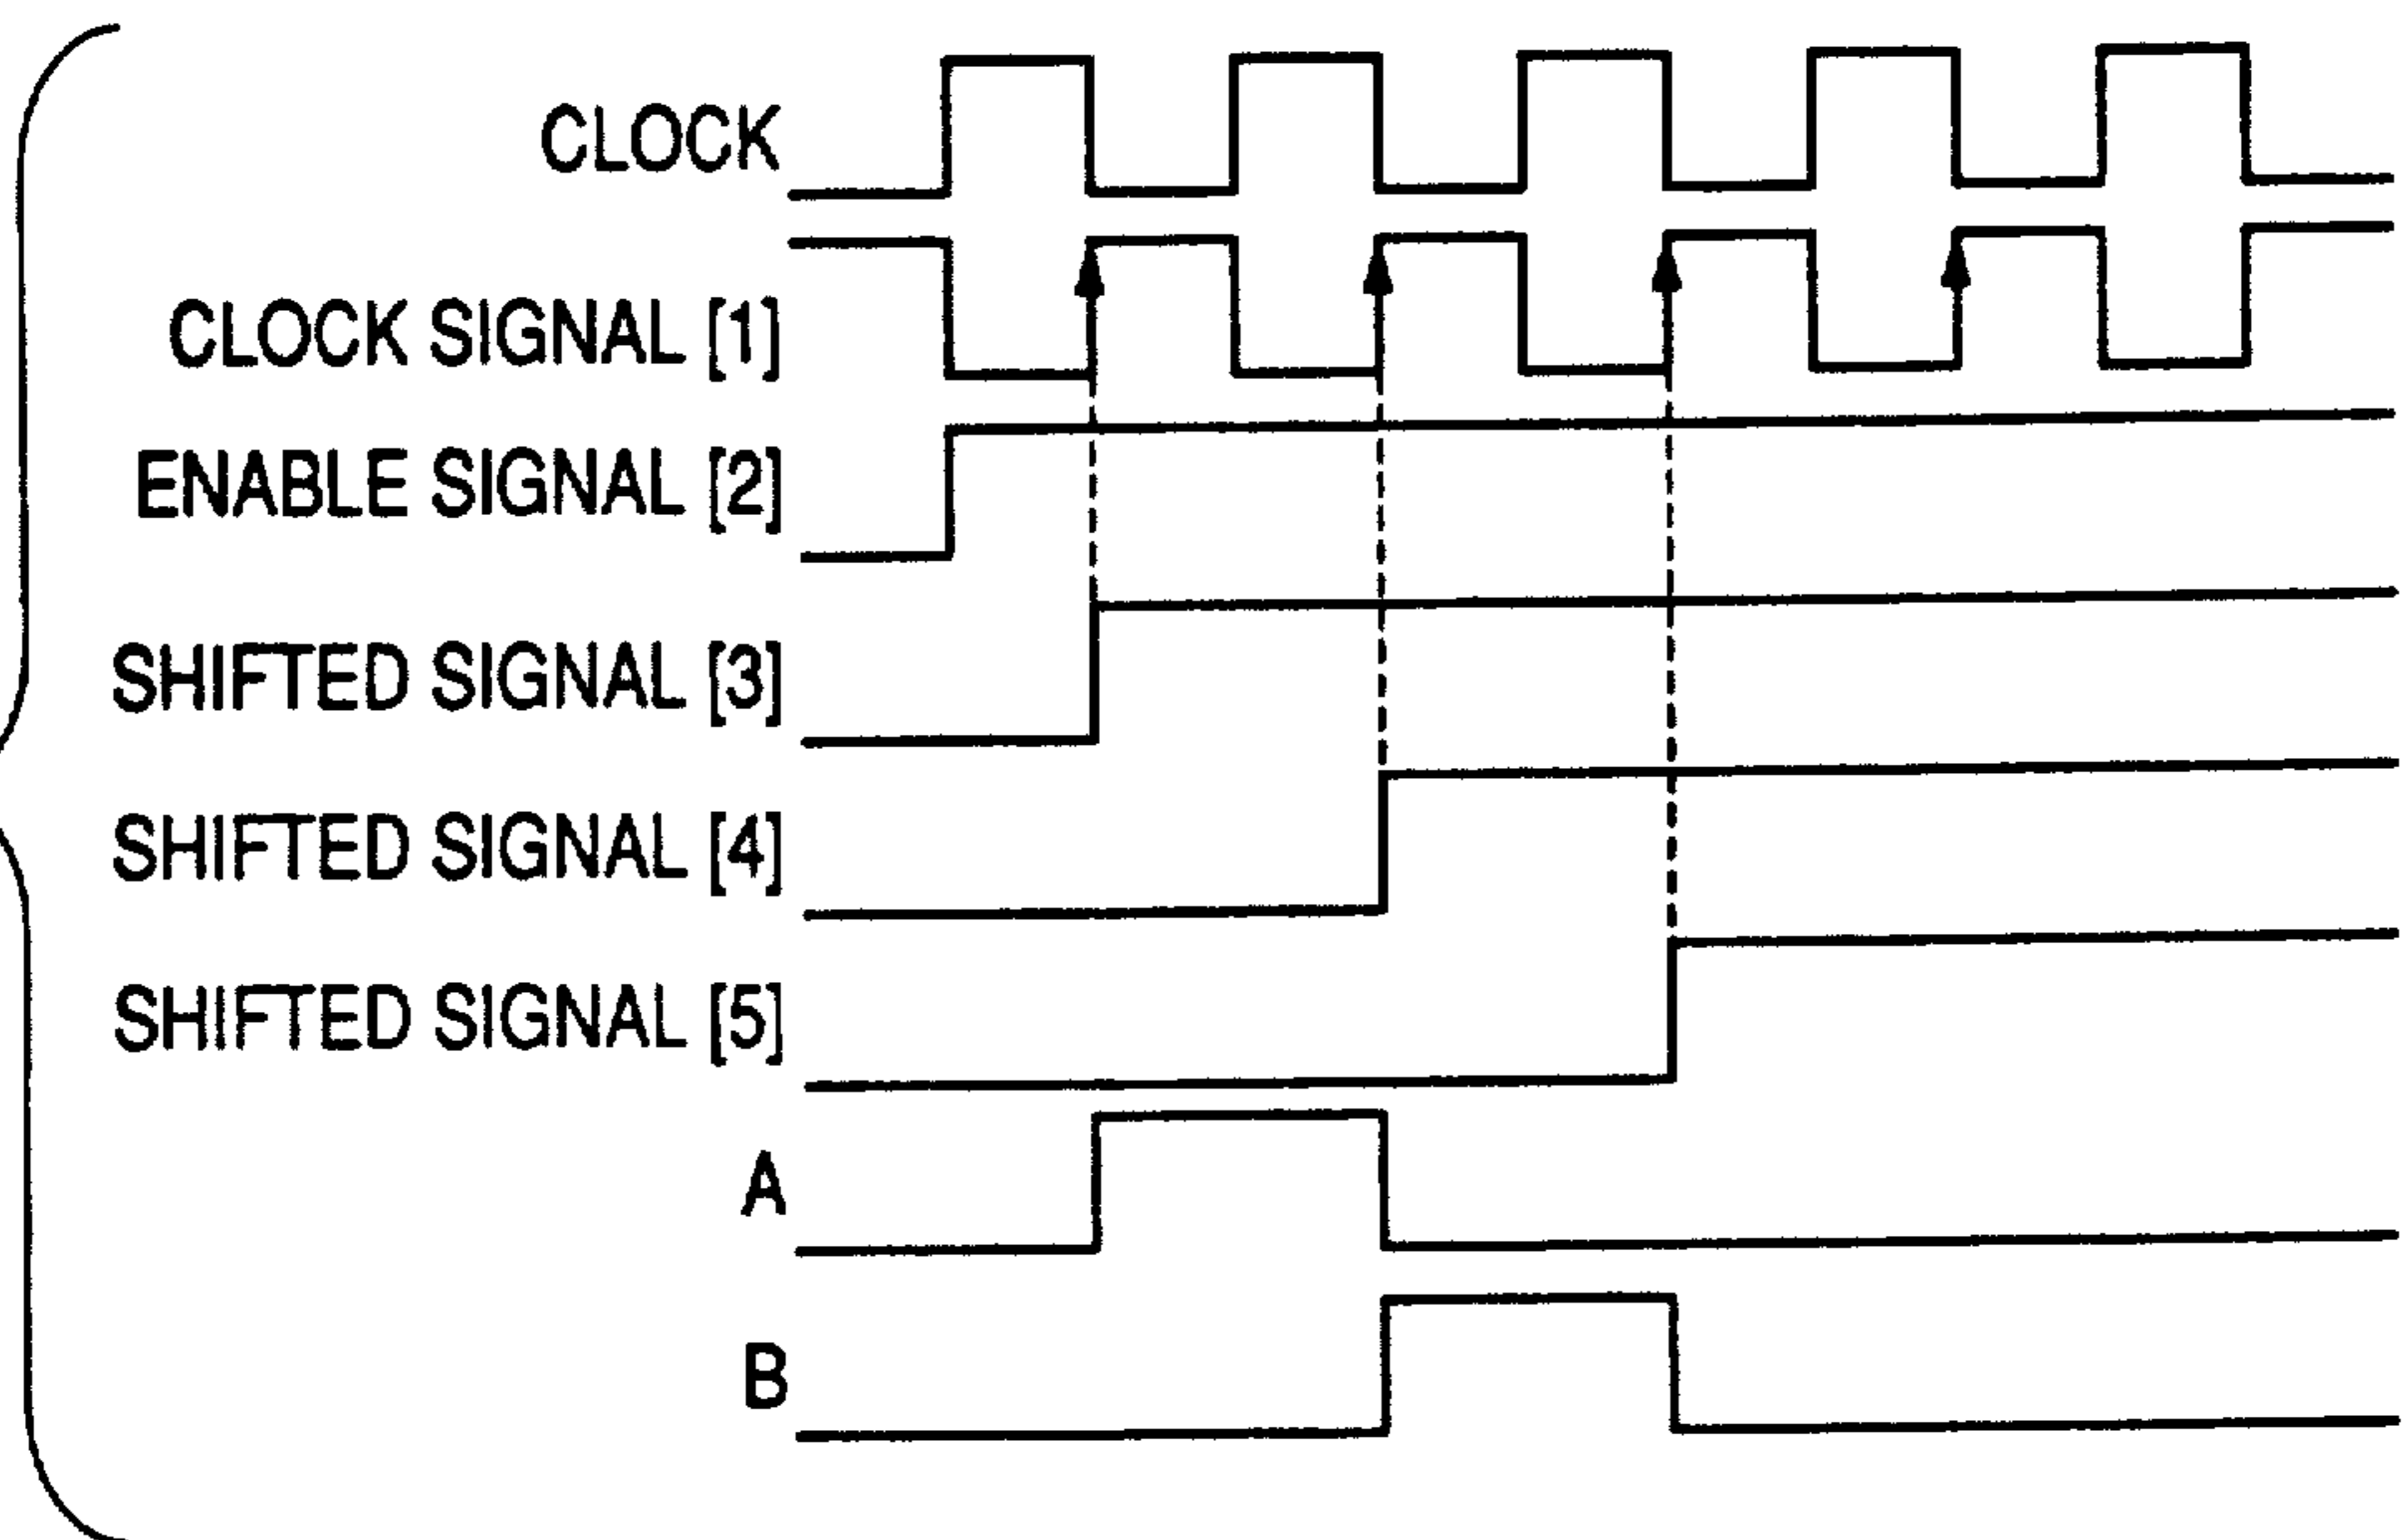 CLOCK
CLOCK SIGNAL [1]
ENABLE SIGNAL [2]
SHIFTED SIGNAL [3]
SHIFTED SIGNAL [4]
SHIFTED SIGNAL [5]
A
B